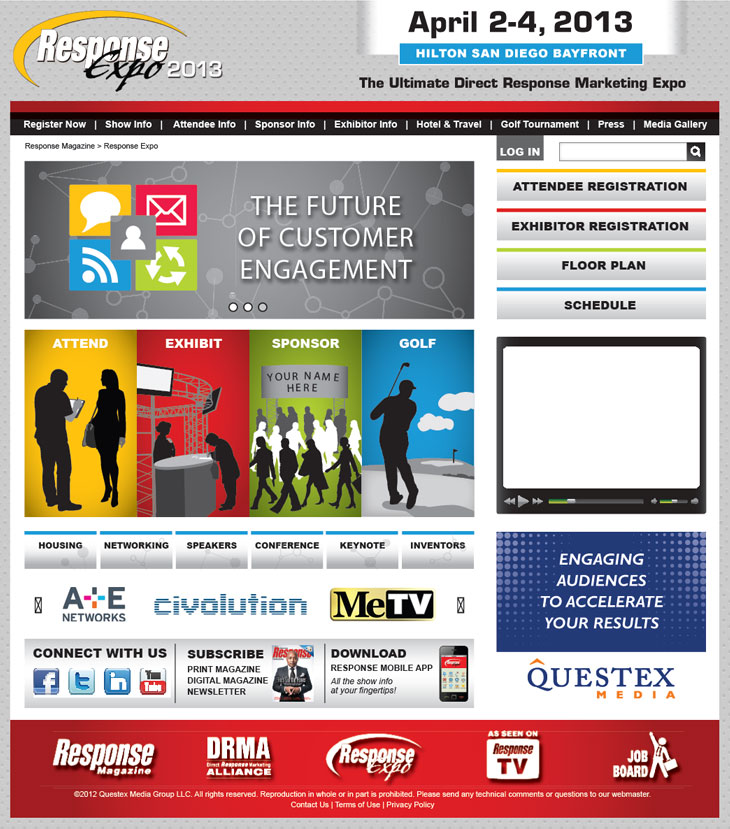 Response
Expo 2013
April 2-4, 2013
HILTON SAN DIEGO BAYFRONT
The Ultimate Direct Response Marketing Expo
Register Now | Show Info | Attendee Info | Sponsor Info | Exhibitor Info | Hotel & Travel | Golf Tournament | Press | Media Gallery
Response Magazine > Response Expo
LOG IN
THE FUTURE
OF CUSTOMER
ENGAGEMENT
ATTENDEE REGISTRATION
EXHIBITOR REGISTRATION
FLOOR PLAN
SCHEDULE
ATTEND EXHIBIT SPONSOR GOLF
YOUR NAME
HERE
HOUSING NETWORKING SPEAKERS CONFERENCE KEYNOTE INVENTORS
A+E
NETWORKS
civolution
MeTV
ENGAGING
AUDIENCES
TO ACCELERATE
YOUR RESULTS
CONNECT WITH US
f t in You Tube
SUBSCRIBE
PRINT MAGAZINE
DIGITAL MAGAZINE
NEWSLETTER
Response
DOWNLOAD
RESPONSE MOBILE APP
All the show info
at your fingertips!
QUESTEX
MEDIA
Response
Magazine
DRMA
Direct Response Marketing
ALLIANCE
Response
Expo
AS SEEN ON
Response
TV
JOB
BOARD
©2012 Questex Media Group LLC. All rights reserved. Reproduction in whole or in part is prohibited. Please send any technical comments or questions to our webmaster.
Contact Us | Terms of Use | Privacy Policy